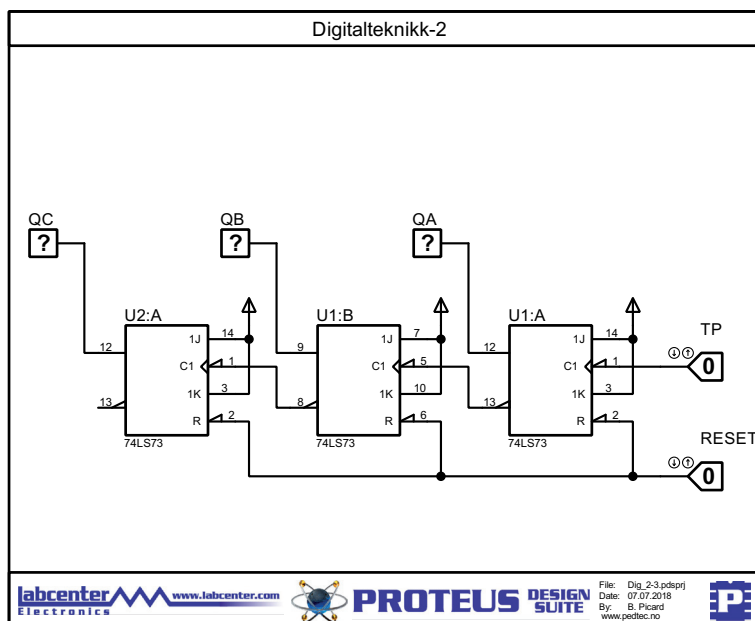 Digitalteknikk-2
QC
QB
QA
?
?
?
U2:A
U1:B
U1:A
TP
12
1J
14
9
1J
7
12
1J
14
C1
1
C1
5
C1
1
0
1K
3
1K
10
1K
3
13
8
13
R
2
R
6
R
2
RESET
74LS73
74LS73
74LS73
0
labcenter
Electronics
www.labcenter.com
PROTEUS DESIGN SUITE
File: Dig_2-3.pdsprj
Date: 07.07.2018
By: B. Picard
www.pedtec.no
P